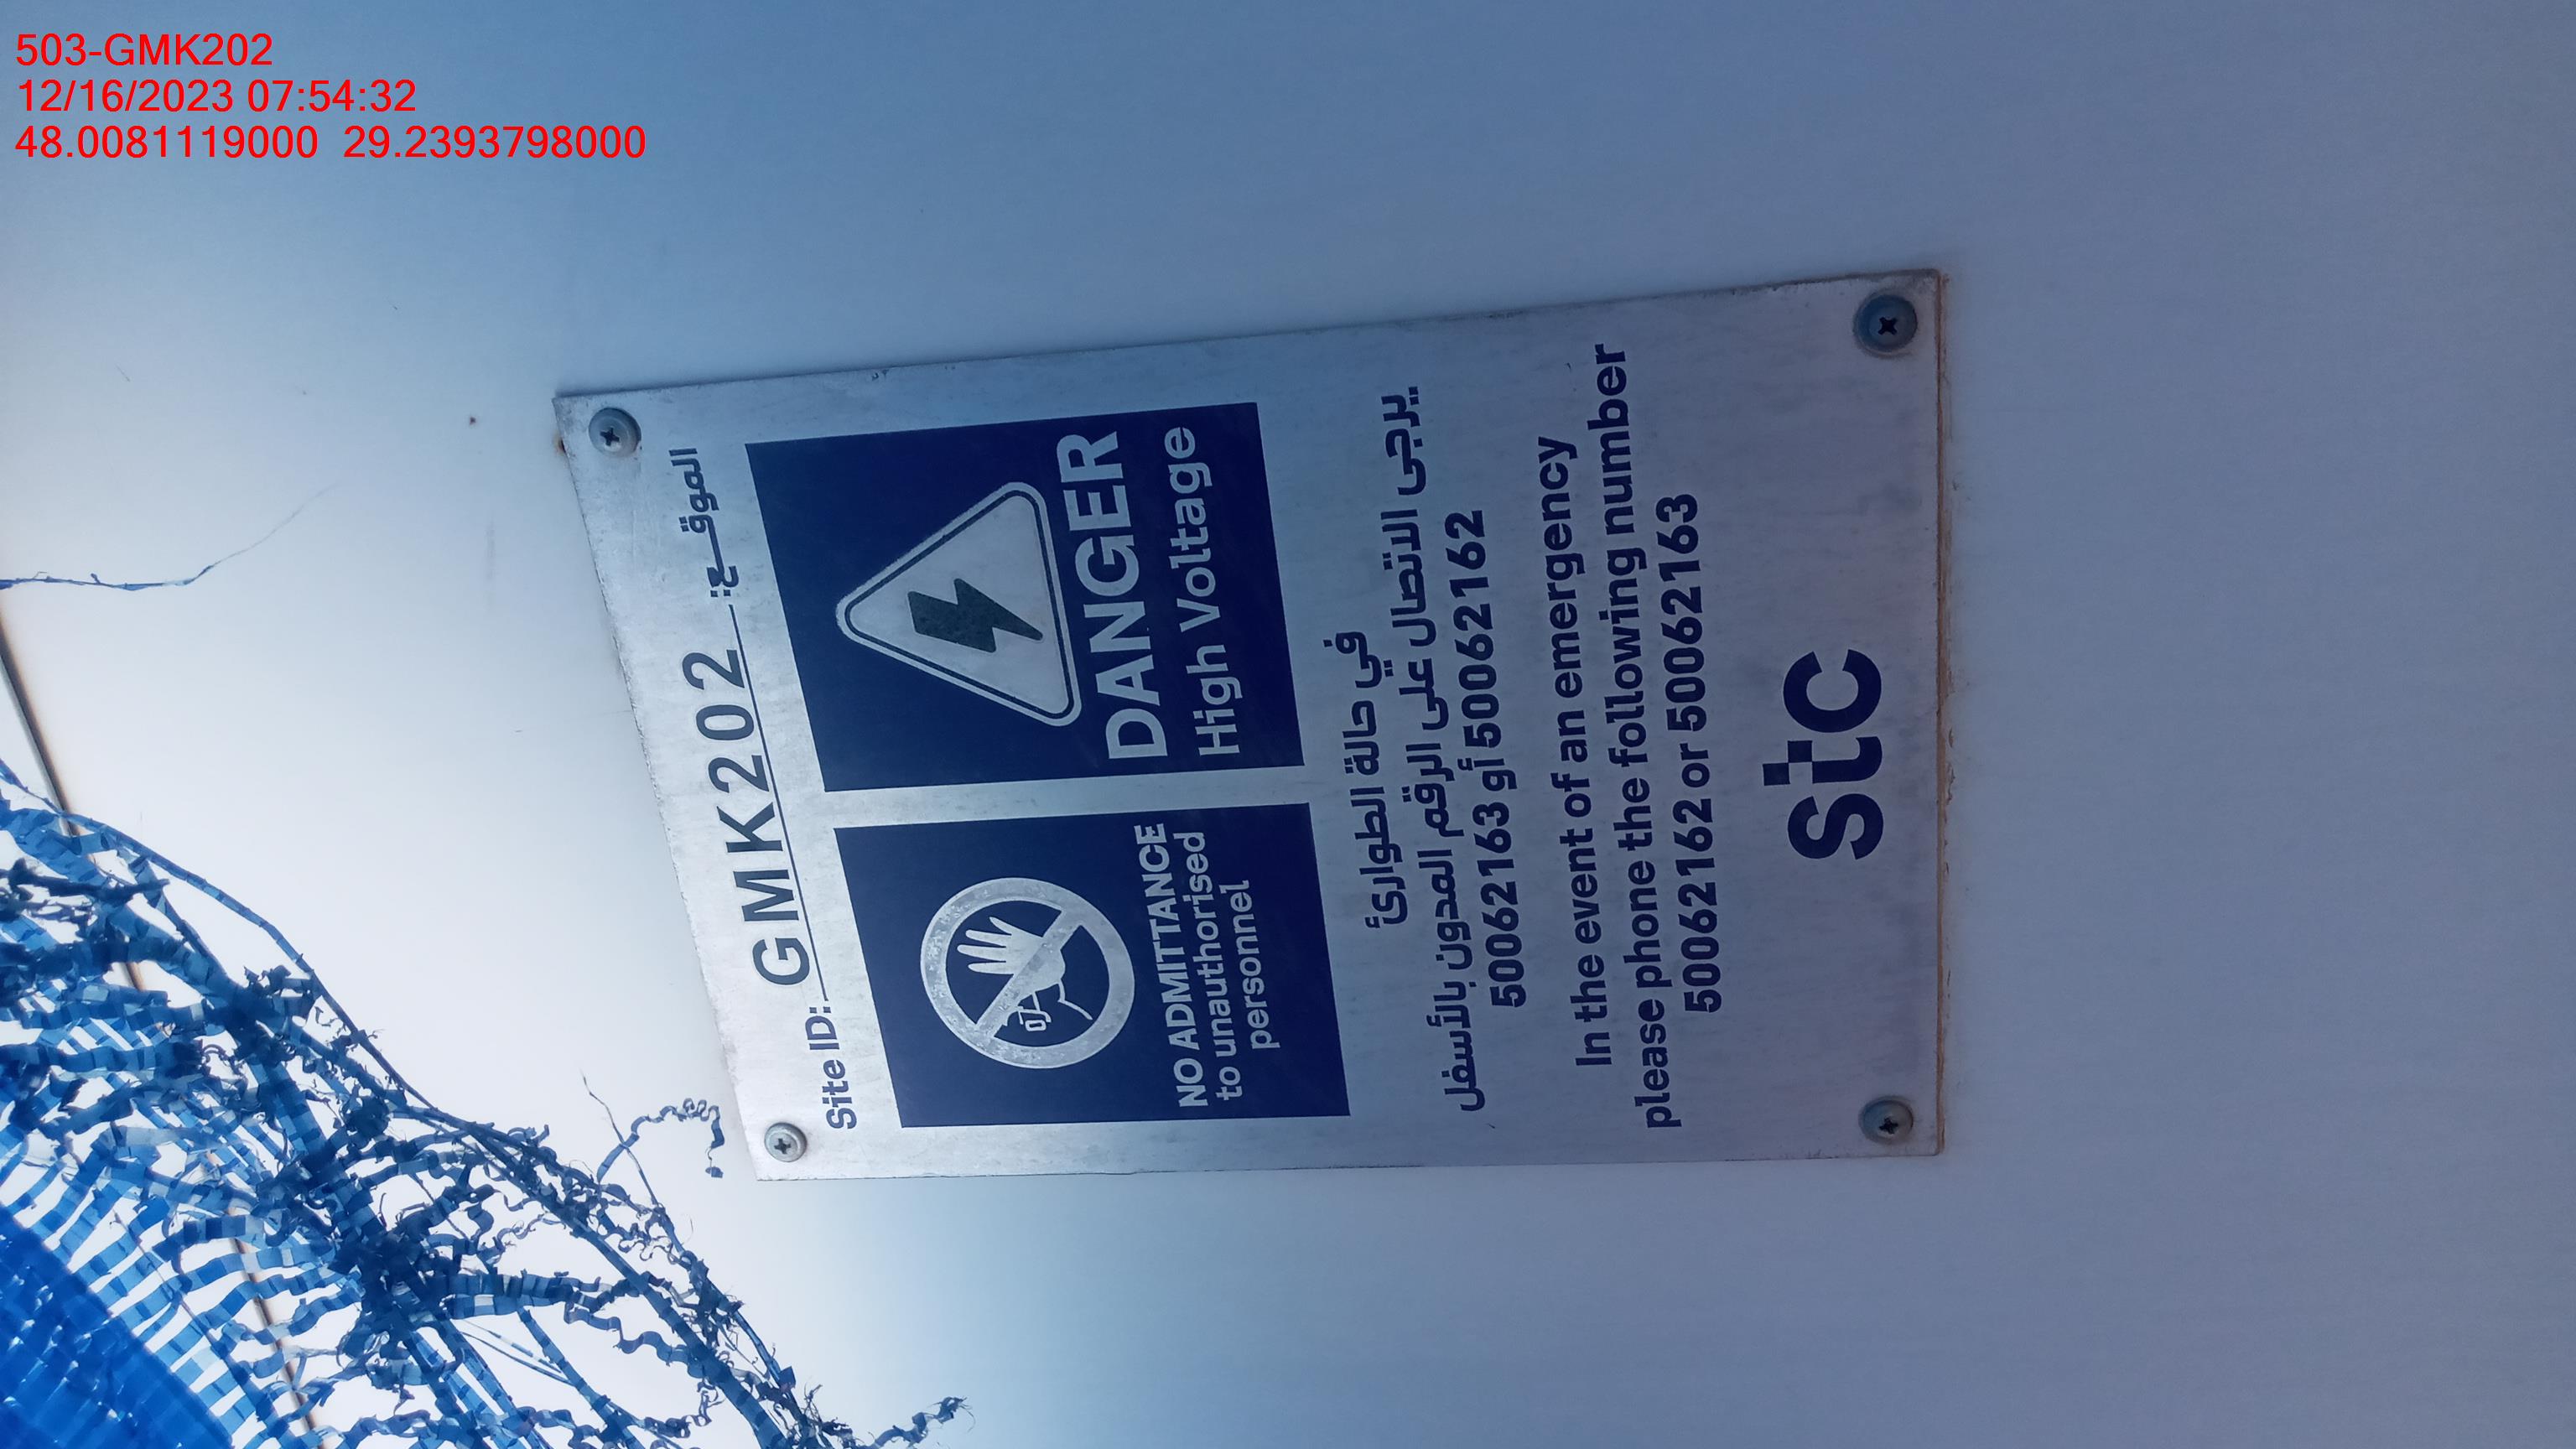 503-GMK202
12/16/2023 07:54:32
48.0081119000 29.2393798000
Site ID: GMK202 الموقع:
NO ADMITTANCE
to unauthorised
personnel
DANGER
High Voltage
في حالة الطوارئ
يرجى الاتصال على الرقم المدون بالأسفل
50062163 أو 50062162
In the event of an emergency
please phone the following number
50062162 or 50062163
stc